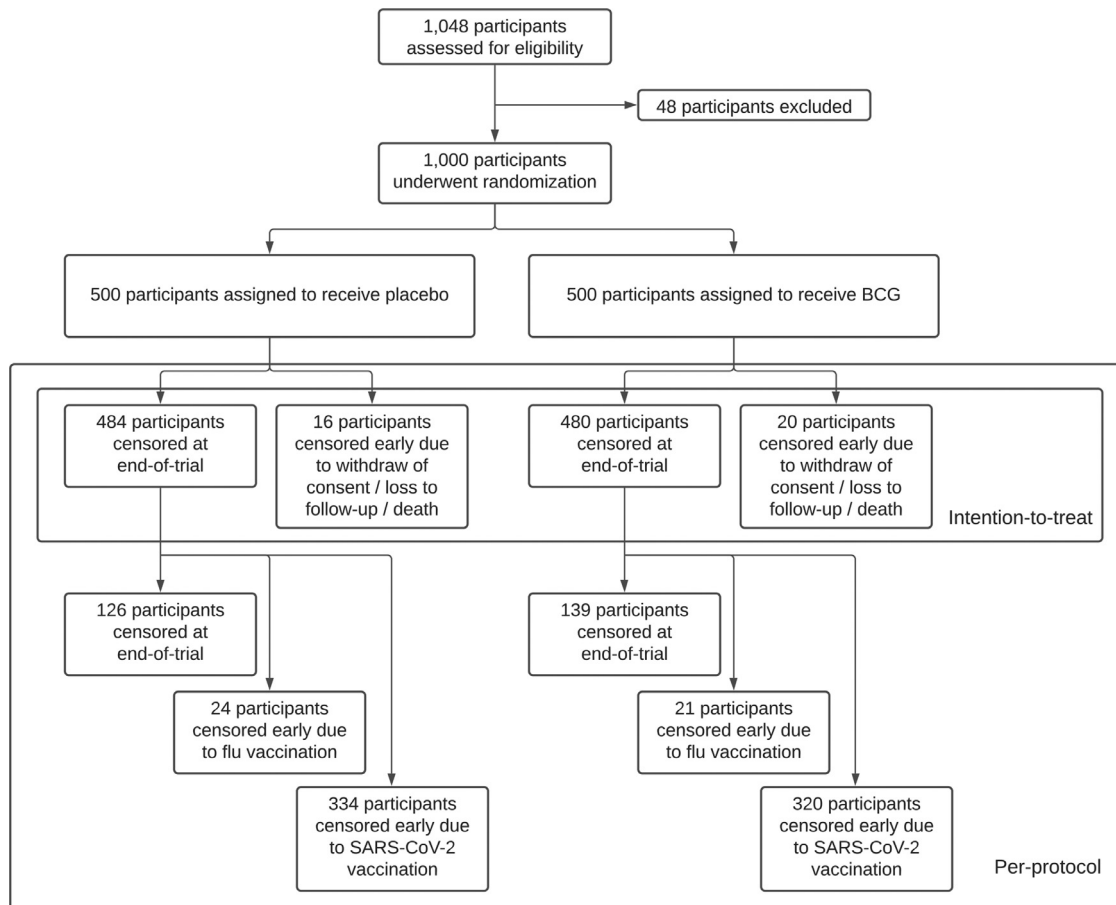 1,048 participants
assessed for eligibility
48 participants excluded
1,000 participants
underwent randomization
500 participants assigned to receive placebo
500 participants assigned to receive BCG
484 participants
censored at
end-of-trial
16 participants
censored early due
to withdraw of
consent / loss to
follow-up / death
480 participants
censored at
end-of-trial
20 participants
censored early due
to withdraw of
consent / loss to
follow-up / death
Intention-to-treat
126 participants
censored at
end-of-trial
139 participants
censored at
end-of-trial
24 participants
censored early due
to flu vaccination
21 participants
censored early due
to flu vaccination
334 participants
censored early due
to SARS-CoV-2
vaccination
320 participants
censored early due
to SARS-CoV-2
vaccination
Per-protocol